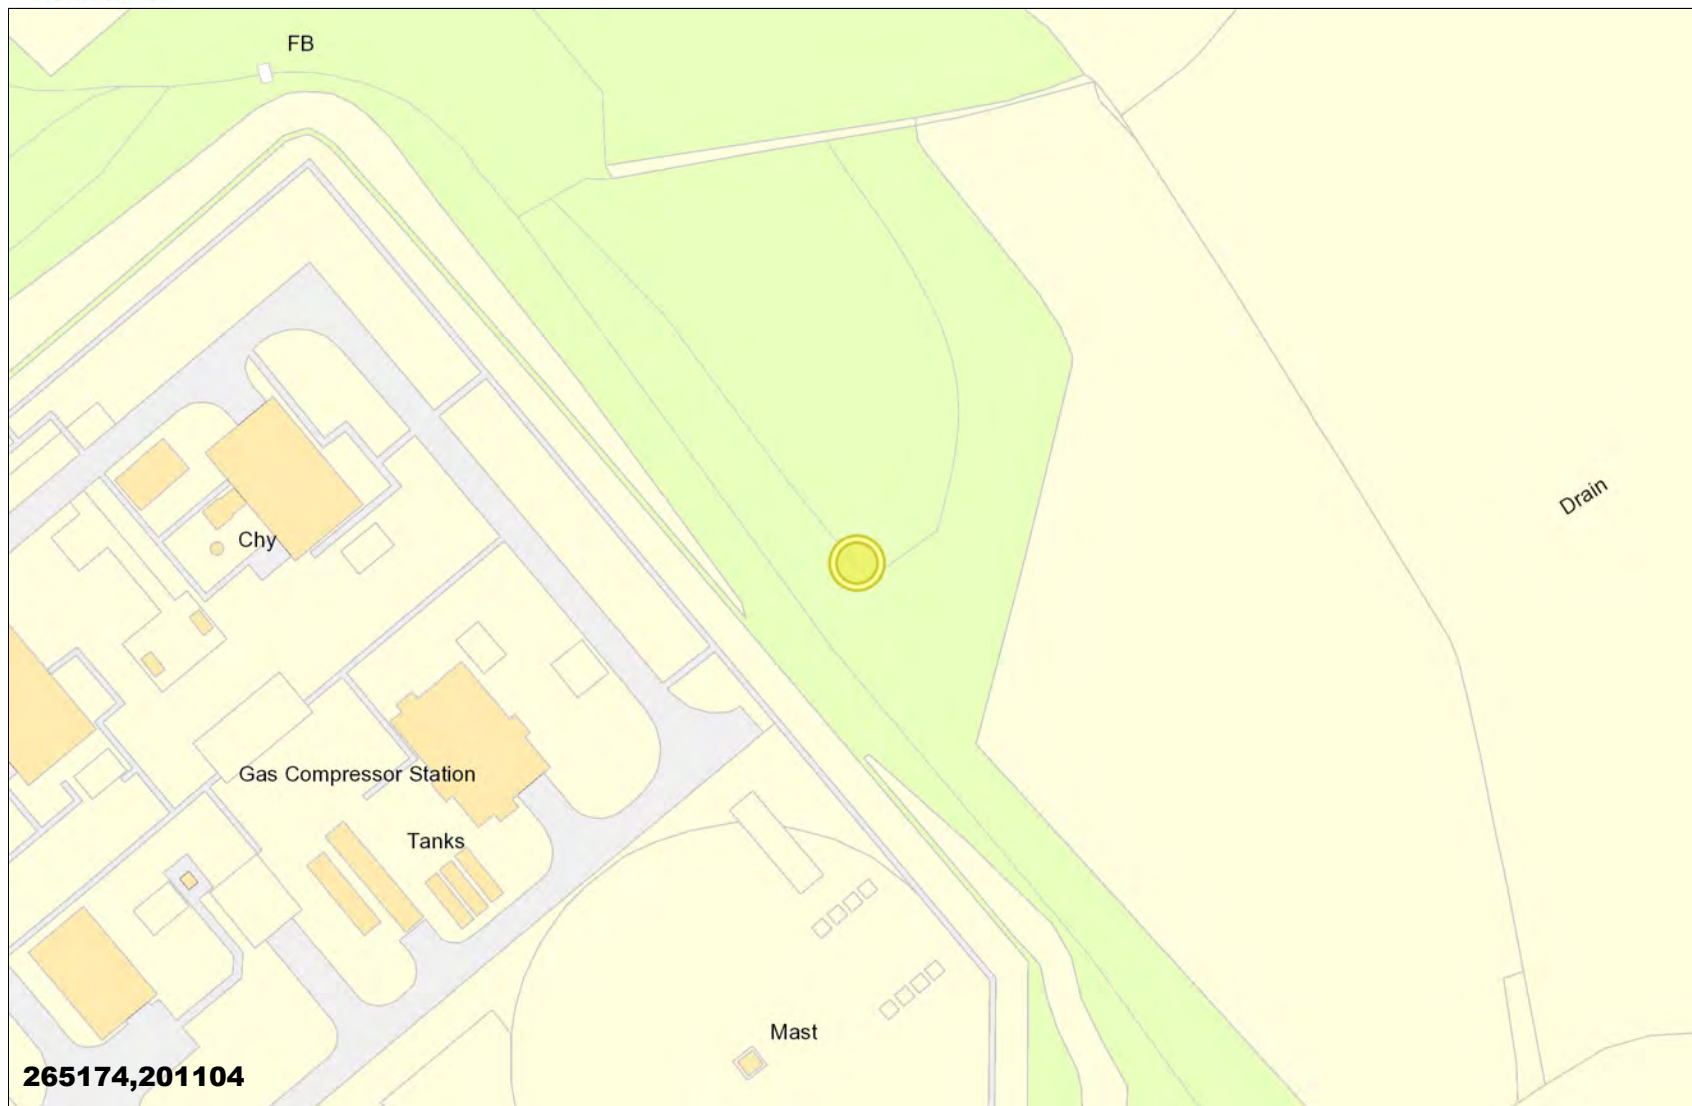 FB
Drain
Chy
Gas Compressor Station
Tanks
Mast
265174,201104